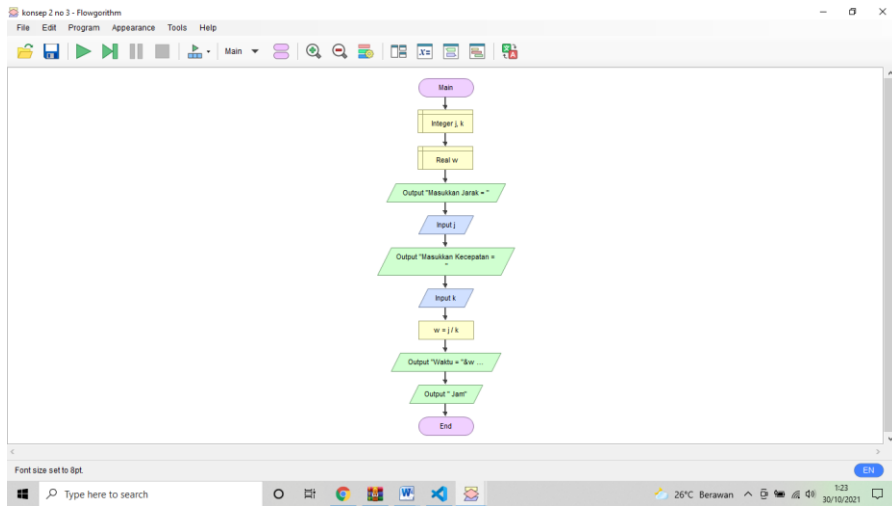 konsep 2 no 3 - Flowgorithm
File Edit Program Appearance Tools Help
Main
Main
Integer j, k
Real w
Output "Masukkan Jarak = "
Input j
Output "Masukkan Kecepatan =
"
Input k
w = j / k
Output "Waktu = "&w ...
Output " Jam"
End
Font size set to 8pt.
EN
Type here to search
26°C Berawan
1:23
30/10/2021